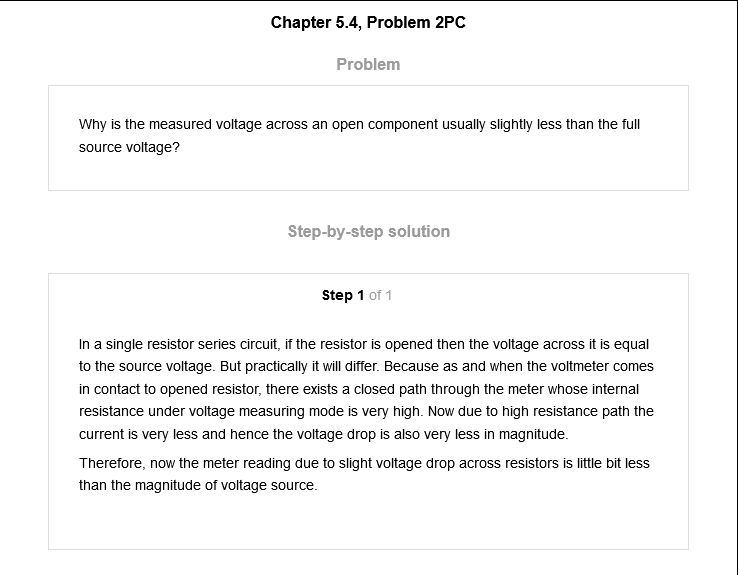 Chapter 5.4, Problem 2PC
Problem
Why is the measured voltage across an open component usually slightly less than the full
source voltage?
Step-by-step solution
Step 1 of 1
In a single resistor series circuit, if the resistor is opened then the voltage across it is equal
to the source voltage. But practically it will differ. Because as and when the voltmeter comes
in contact to opened resistor, there exists a closed path through the meter whose internal
resistance under voltage measuring mode is very high. Now due to high resistance path the
current is very less and hence the voltage drop is also very less in magnitude.
Therefore, now the meter reading due to slight voltage drop across resistors is little bit less
than the magnitude of voltage source.